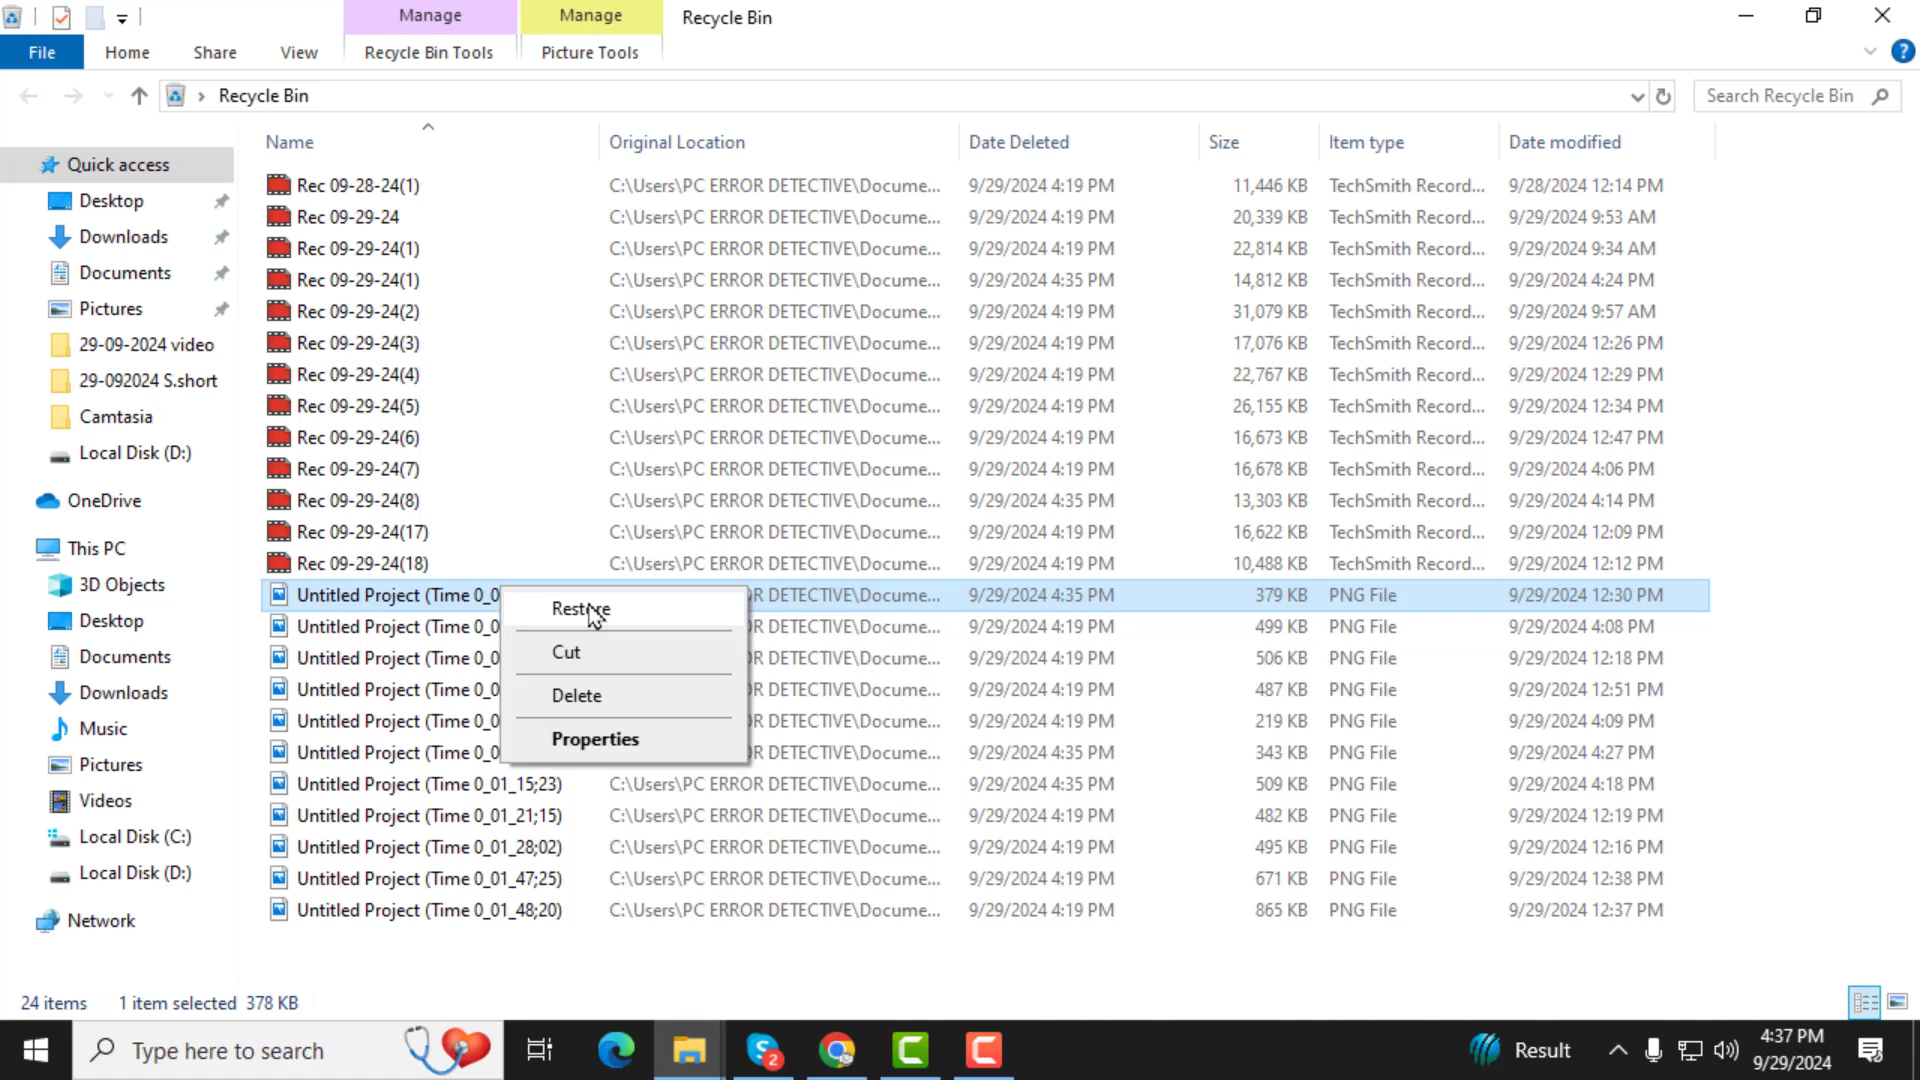 Manage Manage Recycle Bin
File Home Share View Recycle Bin Tools Picture Tools
Recycle Bin Search Recycle Bin
Name Original Location Date Deleted Size Item type Date modified
Quick access
Desktop
Downloads
Documents
Pictures
29-09-2024 video
29-092024 S.short
Camtasia
Local Disk (D:)
OneDrive
This PC
3D Objects
Desktop
Documents
Downloads
Music
Pictures
Videos
Local Disk (C:)
Local Disk (D:)
Network
Rec 09-28-24(1) C:\Users\PC ERROR DETECTIVE\Docume... 9/29/2024 4:19 PM 11,446 KB TechSmith Record... 9/28/2024 12:14 PM
Rec 09-29-24 C:\Users\PC ERROR DETECTIVE\Docume... 9/29/2024 4:19 PM 20,339 KB TechSmith Record... 9/29/2024 9:53 AM
Rec 09-29-24(1) C:\Users\PC ERROR DETECTIVE\Docume... 9/29/2024 4:19 PM 22,814 KB TechSmith Record... 9/29/2024 9:34 AM
Rec 09-29-24(1) C:\Users\PC ERROR DETECTIVE\Docume... 9/29/2024 4:35 PM 14,812 KB TechSmith Record... 9/29/2024 4:24 PM
Rec 09-29-24(2) C:\Users\PC ERROR DETECTIVE\Docume... 9/29/2024 4:19 PM 31,079 KB TechSmith Record... 9/29/2024 9:57 AM
Rec 09-29-24(3) C:\Users\PC ERROR DETECTIVE\Docume... 9/29/2024 4:19 PM 17,076 KB TechSmith Record... 9/29/2024 12:26 PM
Rec 09-29-24(4) C:\Users\PC ERROR DETECTIVE\Docume... 9/29/2024 4:19 PM 22,767 KB TechSmith Record... 9/29/2024 12:29 PM
Rec 09-29-24(5) C:\Users\PC ERROR DETECTIVE\Docume... 9/29/2024 4:19 PM 26,155 KB TechSmith Record... 9/29/2024 12:34 PM
Rec 09-29-24(6) C:\Users\PC ERROR DETECTIVE\Docume... 9/29/2024 4:19 PM 16,673 KB TechSmith Record... 9/29/2024 12:47 PM
Rec 09-29-24(7) C:\Users\PC ERROR DETECTIVE\Docume... 9/29/2024 4:19 PM 16,678 KB TechSmith Record... 9/29/2024 4:06 PM
Rec 09-29-24(8) C:\Users\PC ERROR DETECTIVE\Docume... 9/29/2024 4:35 PM 13,303 KB TechSmith Record... 9/29/2024 4:14 PM
Rec 09-29-24(17) C:\Users\PC ERROR DETECTIVE\Docume... 9/29/2024 4:19 PM 16,622 KB TechSmith Record... 9/29/2024 12:09 PM
Rec 09-29-24(18) C:\Users\PC ERROR DETECTIVE\Docume... 9/29/2024 4:19 PM 10,488 KB TechSmith Record... 9/29/2024 12:12 PM
Untitled Project (Time 0_0 R DETECTIVE\Docume... 9/29/2024 4:35 PM 379 KB PNG File 9/29/2024 12:30 PM
Untitled Project (Time 0_0 R DETECTIVE\Docume... 9/29/2024 4:19 PM 499 KB PNG File 9/29/2024 4:08 PM
Untitled Project (Time 0_0 R DETECTIVE\Docume... 9/29/2024 4:19 PM 506 KB PNG File 9/29/2024 12:18 PM
Untitled Project (Time 0_0 R DETECTIVE\Docume... 9/29/2024 4:19 PM 487 KB PNG File 9/29/2024 12:51 PM
Untitled Project (Time 0_0 R DETECTIVE\Docume... 9/29/2024 4:19 PM 219 KB PNG File 9/29/2024 4:09 PM
Untitled Project (Time 0_0 R DETECTIVE\Docume... 9/29/2024 4:35 PM 343 KB PNG File 9/29/2024 4:27 PM
Untitled Project (Time 0_01_15;23) C:\Users\PC ERROR DETECTIVE\Docume... 9/29/2024 4:35 PM 509 KB PNG File 9/29/2024 4:18 PM
Untitled Project (Time 0_01_21;15) C:\Users\PC ERROR DETECTIVE\Docume... 9/29/2024 4:19 PM 482 KB PNG File 9/29/2024 12:19 PM
Untitled Project (Time 0_01_28;02) C:\Users\PC ERROR DETECTIVE\Docume... 9/29/2024 4:19 PM 495 KB PNG File 9/29/2024 12:16 PM
Untitled Project (Time 0_01_47;25) C:\Users\PC ERROR DETECTIVE\Docume... 9/29/2024 4:19 PM 671 KB PNG File 9/29/2024 12:38 PM
Untitled Project (Time 0_01_48;20) C:\Users\PC ERROR DETECTIVE\Docume... 9/29/2024 4:19 PM 865 KB PNG File 9/29/2024 12:37 PM
Restore
Cut
Delete
Properties
24 items 1 item selected 378 KB
Type here to search 2 Result 4:37 PM
9/29/2024